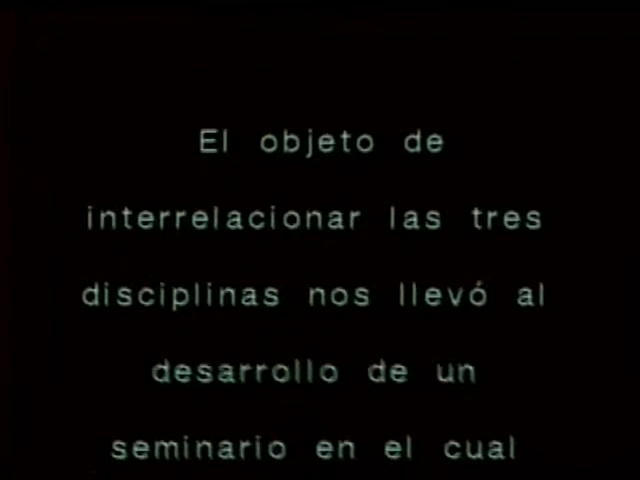 El objeto de
interrelacionar las tres
disciplinas nos llevó al
desarrollo de un
seminario en el cual